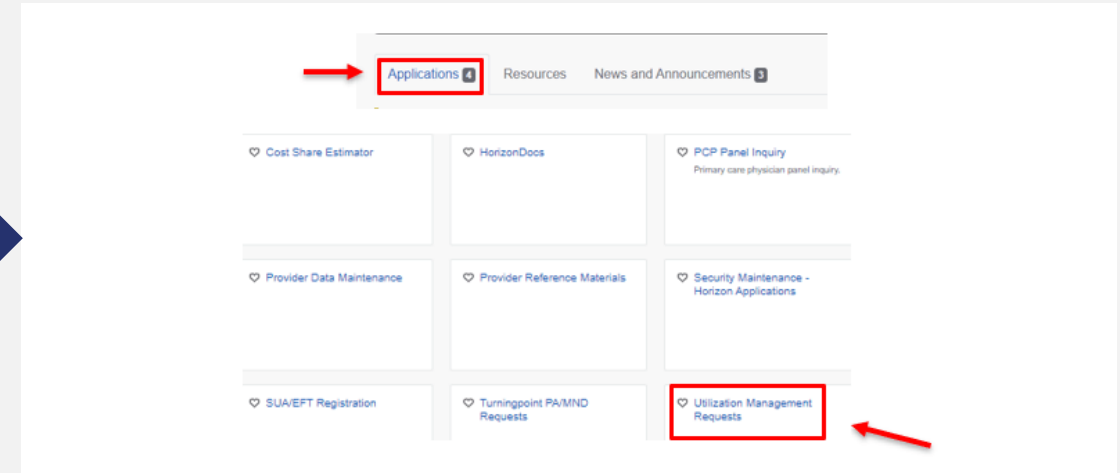 Applications 4 Resources News and Announcements 3
Cost Share Estimator
HorizonDocs
PCP Panel Inquiry
Primary care physician panel inquiry.
Provider Data Maintenance
Provider Reference Materials
Security Maintenance -
Horizon Applications
SUA/EFT Registration
Turningpoint PA/MND
Requests
Utilization Management
Requests